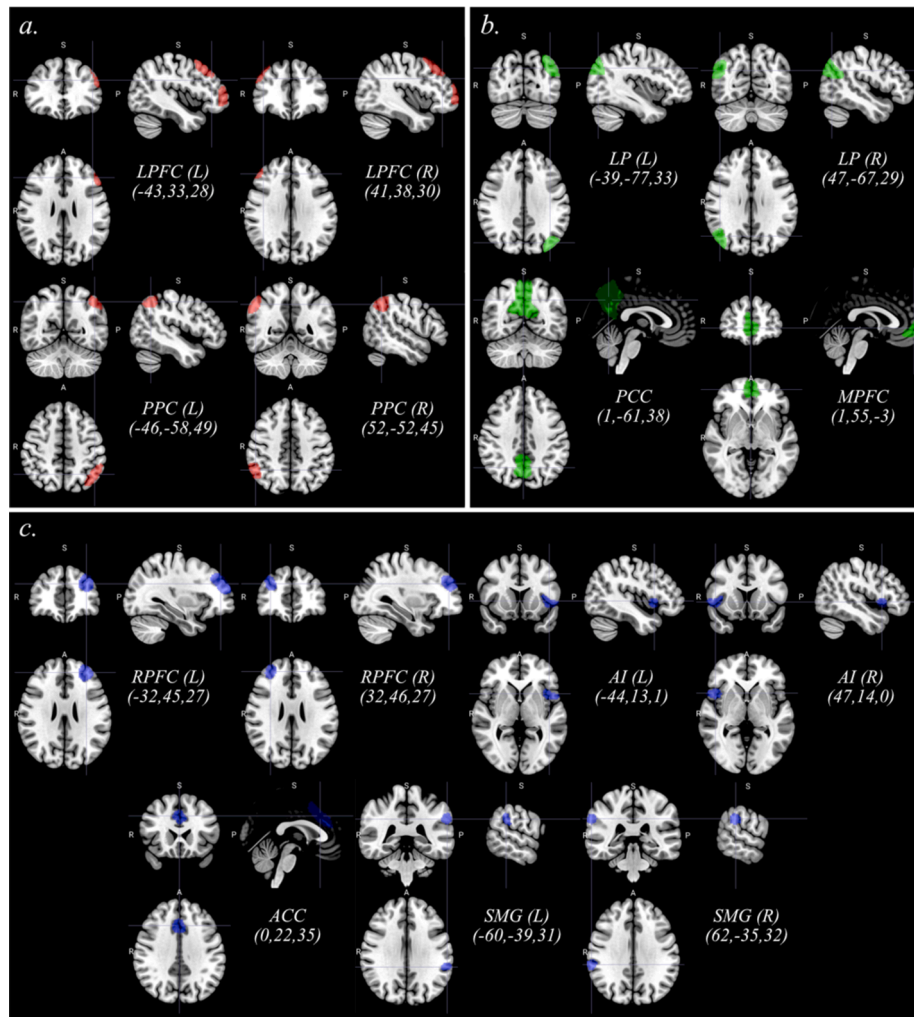 a.
S
S
S
S
R
P
R
P
LPFC (L)
(-43,33,28)
LPFC (R)
(41,38,30)
A
A
R
R
S
S
S
S
R
P
R
P
PPC (L)
(-46,-58,49)
PPC (R)
(52,-52,45)
A
A
R
R
b.
S
S
S
S
R
P
R
P
LP (L)
(-39,-77,33)
LP (R)
(47,-67,29)
A
A
R
R
S
S
S
S
R
P
R
P
PCC
(1,-61,38)
MPFC
(1,55,-3)
A
A
R
R
c.
S
S
S
S
S
S
S
S
R
P
R
P
R
P
R
P
RPFC (L)
(-32,45,27)
RPFC (R)
(32,46,27)
AI (L)
(-44,13,1)
AI (R)
(47,14,0)
A
A
A
A
R
R
R
R
S
S
S
S
S
S
R
P
R
P
R
P
ACC
(0,22,35)
SMG (L)
(-60,-39,31)
SMG (R)
(62,-35,32)
A
A
A
R
R
R